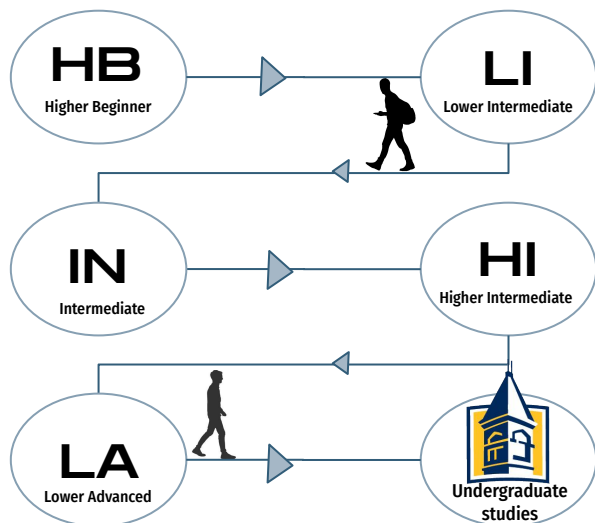 HB
Higher Beginner
LI
Lower Intermediate
IN
Intermediate
HI
Higher Intermediate
LA
Lower Advanced
Undergraduate
studies